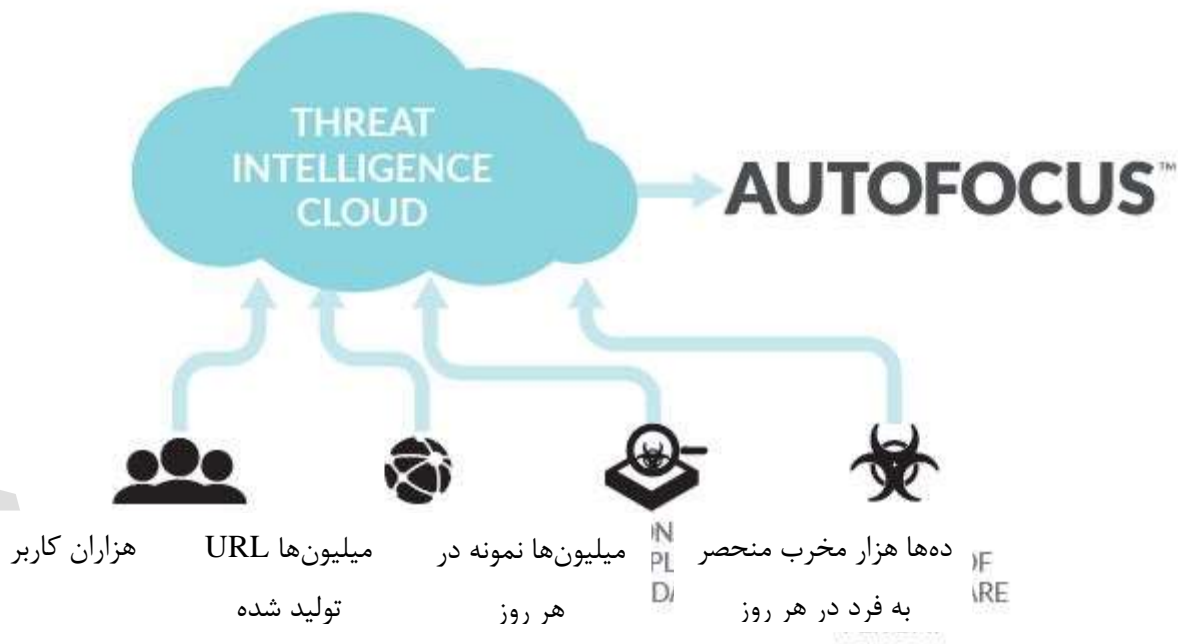 THREAT
INTELLIGENCE
CLOUD
AUTOFOCUS™
هزاران کاربر
میلیون‌ها URL
تولید شده
میلیون‌ها نمونه در
هر روز
ده‌ها هزار مخرب منحصر
به فرد در هر روز